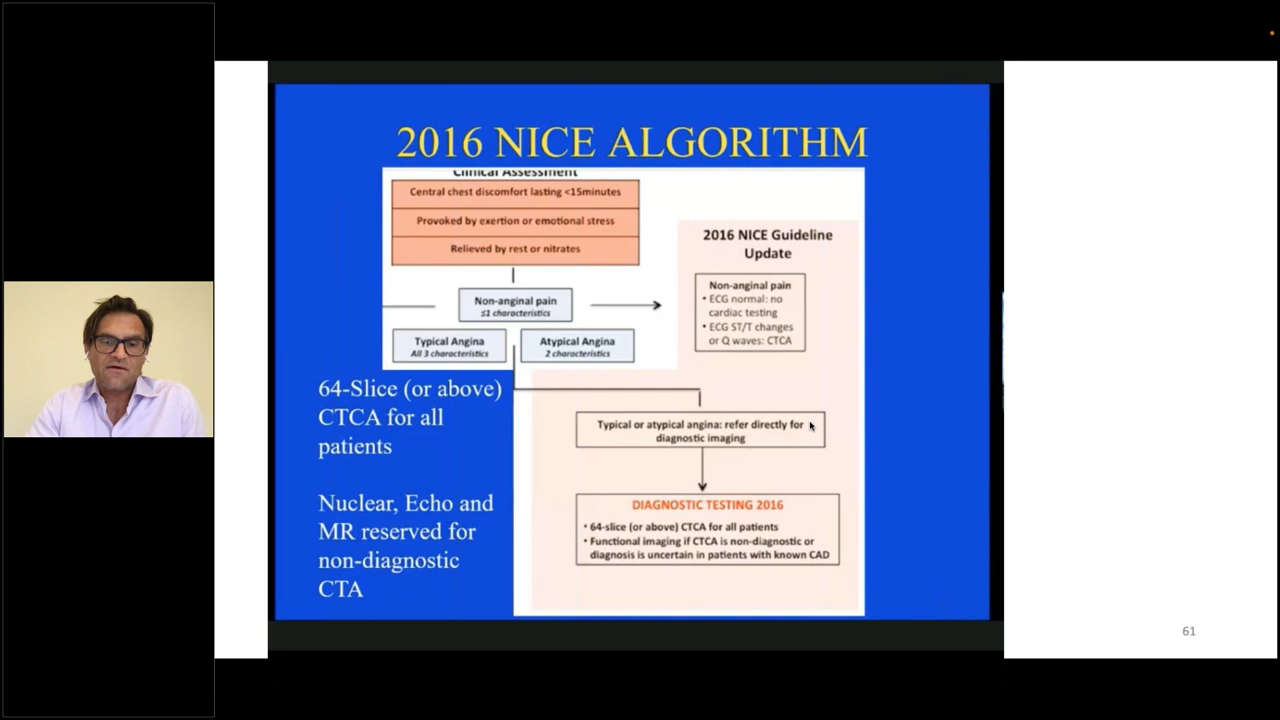 2016 NICE ALGORITHM
Clinical Assessment
Central chest discomfort lasting <15minutes
Provoked by exertion or emotional stress
Relieved by rest or nitrates
Non-anginal pain
≤1 characteristics
Typical Angina
All 3 characteristics
Atypical Angina
2 characteristics
2016 NICE Guideline
Update
Non-anginal pain
• ECG normal: no
cardiac testing
• ECG ST/T changes
or Q waves: CTCA
64-Slice (or above)
CTCA for all
patients
Nuclear, Echo and
MR reserved for
non-diagnostic
CTA
Typical or atypical angina: refer directly for
diagnostic imaging
DIAGNOSTIC TESTING 2016
• 64-slice (or above) CTCA for all patients
• Functional imaging if CTCA is non-diagnostic or
diagnosis is uncertain in patients with known CAD
61